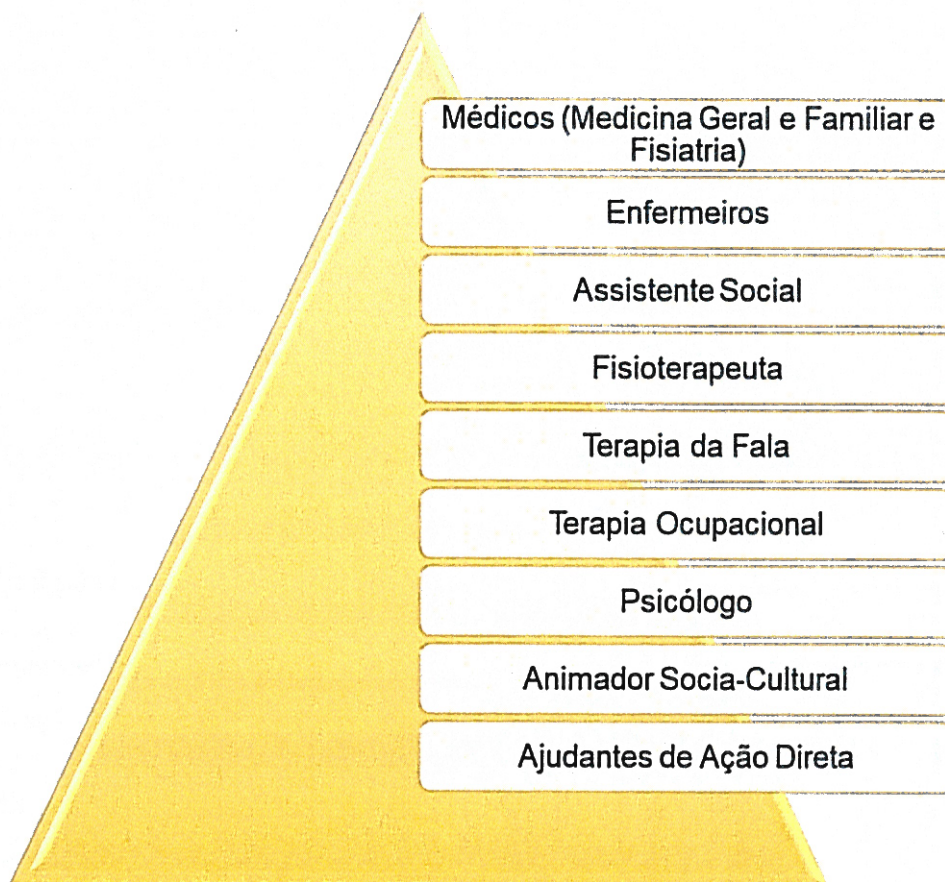 Médicos (Medicina Geral e Familiar e
Fisiatria)
Enfermeiros
Assistente Social
Fisioterapeuta
Terapia da Fala
Terapia Ocupacional
Psicólogo
Animador Socia-Cultural
Ajudantes de Ação Direta